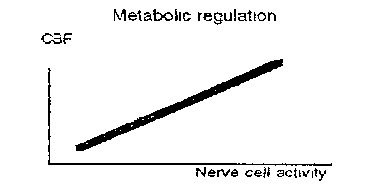 Metabolic regulation
CBF
Nerve cell activity